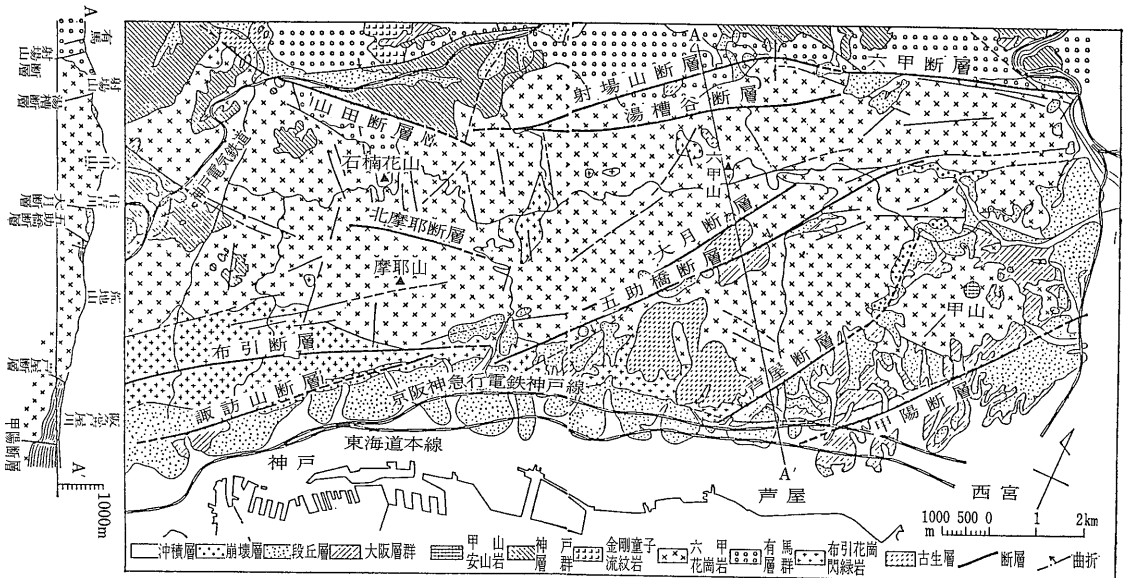 A
有馬
射場山断層
射場山
湯槽谷断層
六甲山
住吉川
大月断層
五助橋断層
荒地山
芦屋断層
阪急芦屋川
甲陽断層
A′
1000m
A
六甲断層
射場山断層
湯槽谷断層
山田断層
神戸電気鉄道
石楠花山
六甲山
北摩耶断層
大月断層
摩耶山
五助橋断層
甲山
布引断層
芦屋断層
諏訪山断層
京阪神急行電鉄神戸線
甲陽断層
東海道本線
神戸
A′
芦屋
西宮
1000 500 0 1 2km
沖積層
崩壊層
段丘層
大阪層群
甲山安山岩
神戸層群
金剛童子流紋岩
六甲花崗岩
有馬層群
布引花崗閃緑岩
古生層
断層
曲折